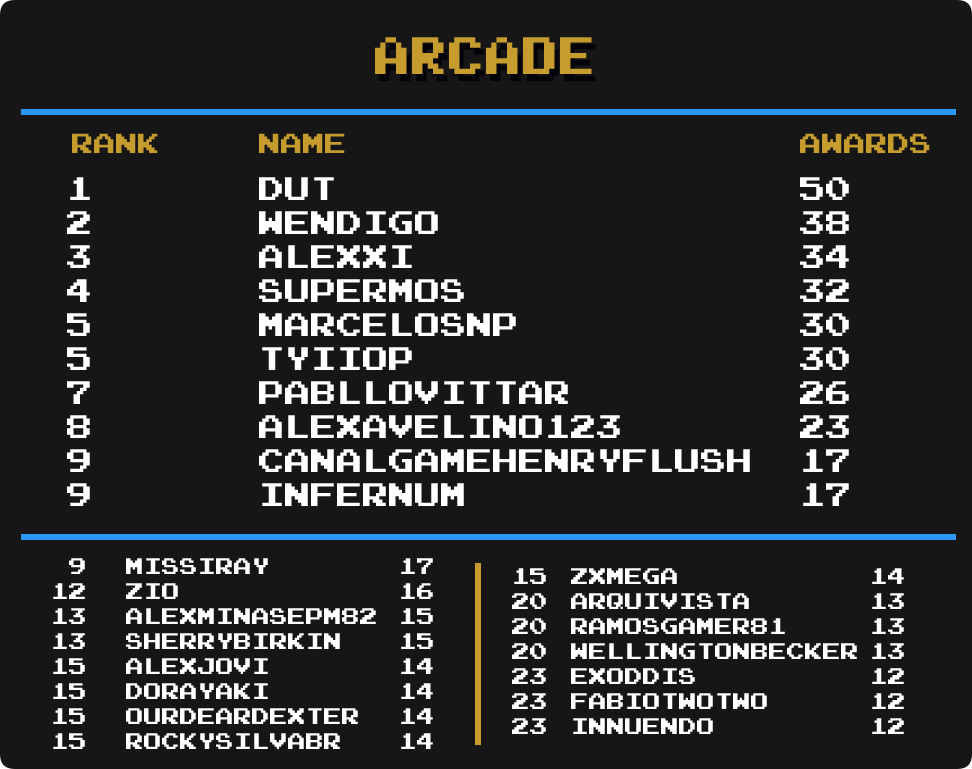 ARCADE
RANK NAME AWARDS
1 DUT 50
2 WENDIGO 38
3 ALEXXI 34
4 SUPERMOS 32
5 MARCELOSNP 30
5 TYIIOP 30
7 PABLLOVITTAR 26
8 ALEXAVELINO123 23
9 CANALGAMEHENRYFLUSH 17
9 INFERNUM 17
9 MISSIRAY 17
12 ZIO 16
13 ALEXMINASEPM82 15
13 SHERRYBIRKIN 15
15 ALEXJOVI 14
15 DORAYAKI 14
15 OURDEARDEXTER 14
15 ROCKYSILVABR 14
15 ZXMEGA 14
20 ARQUIVISTA 13
20 RAMOSGAMER81 13
20 WELLINGTONBECKER 13
23 EXODDIS 12
23 FABIOTWOTWO 12
23 INNUENDO 12